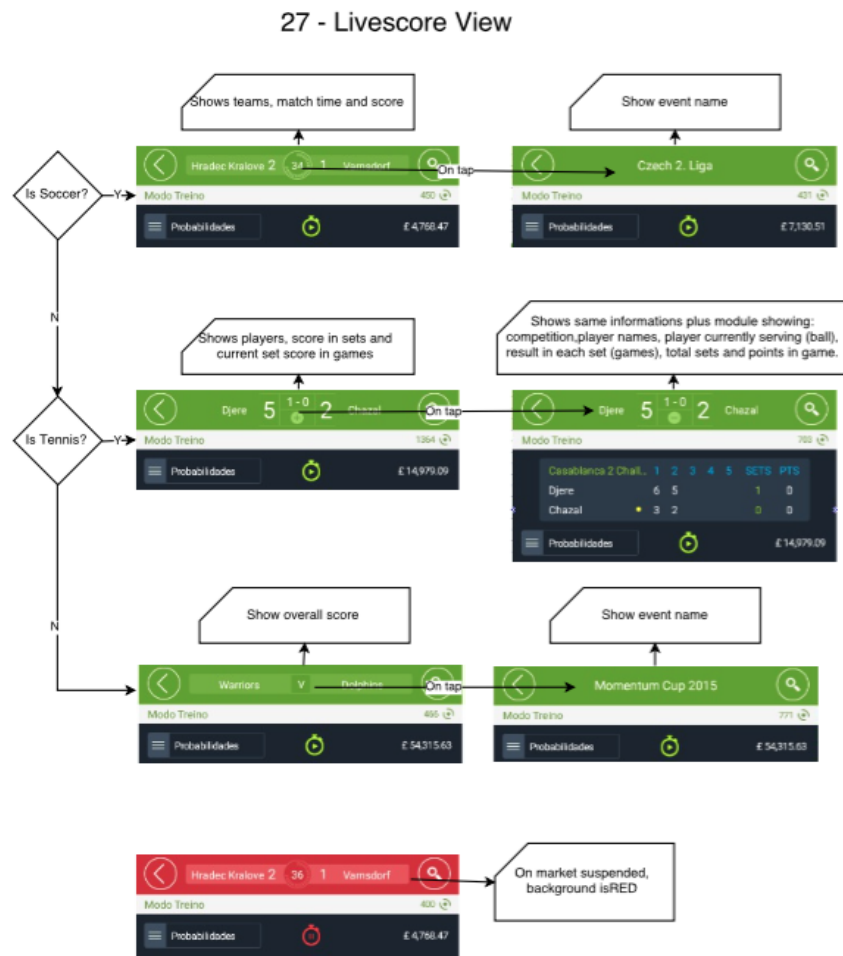 27 - Livescore View
Shows teams, match time and score
Show event name
Hradec Kralove 2 34 1 Varnsdorf
On tap
Czech 2. Liga
Is Soccer?
Y
Modo Treino 450
Modo Treino 401
Probabilidades £ 4,768.47
Probabilidades £ 7,130.51
N
Shows players, score in sets and
current set score in games
Shows same informations plus module showing:
competition,player names, player currently serving (ball),
result in each set (games), total sets and points in game.
Djere 5 1 - 0 2 Chazal
On tap
Djere 5 1 - 0 2 Chazal
Is Tennis?
Y
Modo Treino 1364
Modo Treino 703
Probabilidades £ 14,979.09
Casablanca 2 Chall... 1 2 3 4 5 SETS PTS
Djere 6 5 1 0
Chazal 3 2 0 0
Probabilidades £ 14,979.09
N
Show overall score
Show event name
Warriors V Dolphins
On tap
Momentum Cup 2015
Modo Treino 466
Modo Treino 771
Probabilidades £ 54,315.63
Probabilidades £ 54,315.63
Hradec Kralove 2 36 1 Varnsdorf
On market suspended,
background isRED
Modo Treino 400
Probabilidades £ 4,768.47